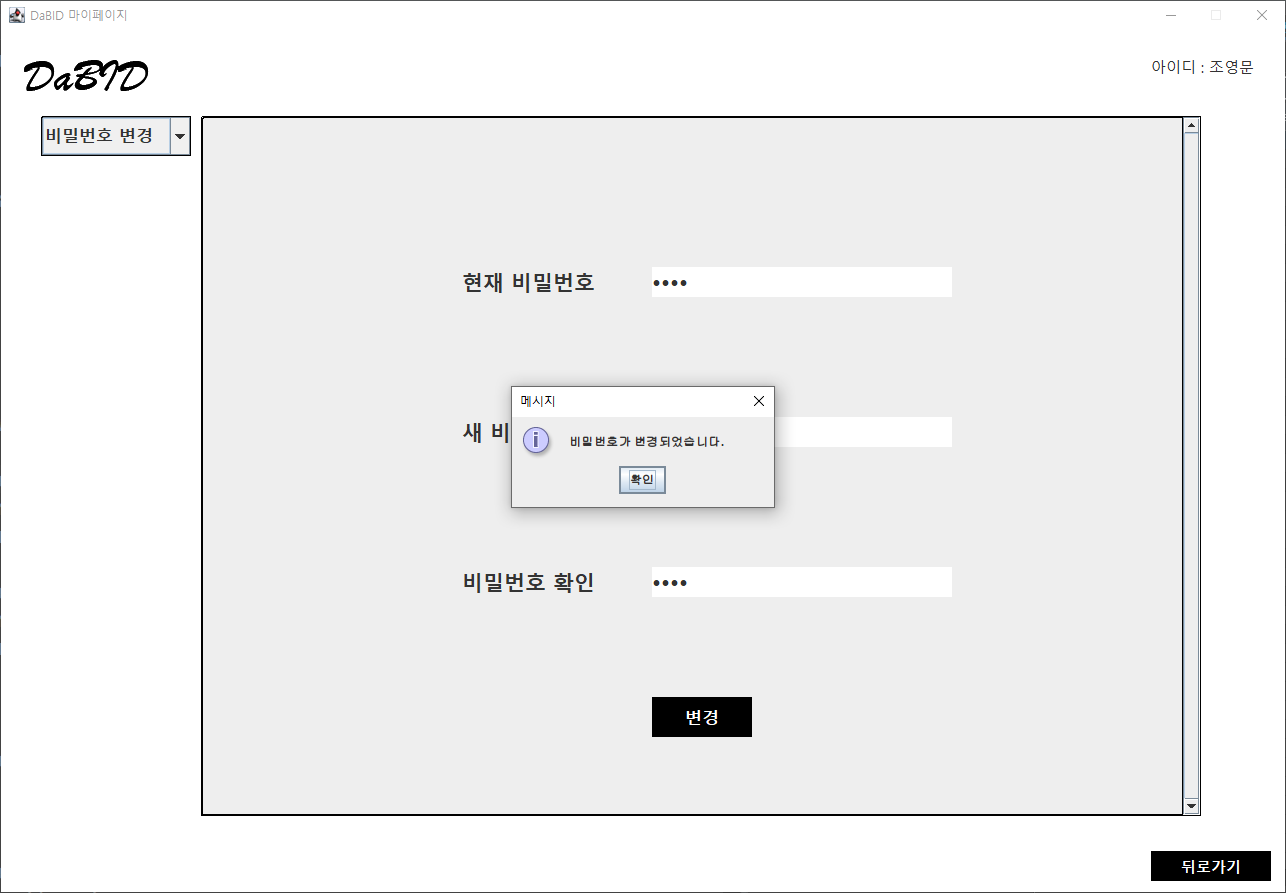 DaBID 마이페이지
DaBID
아이디 : 조영문
비밀번호 변경
현재 비밀번호 ••••
메시지
새 비
i 비밀번호가 변경되었습니다.
확인
비밀번호 확인 ••••
변경
뒤로가기